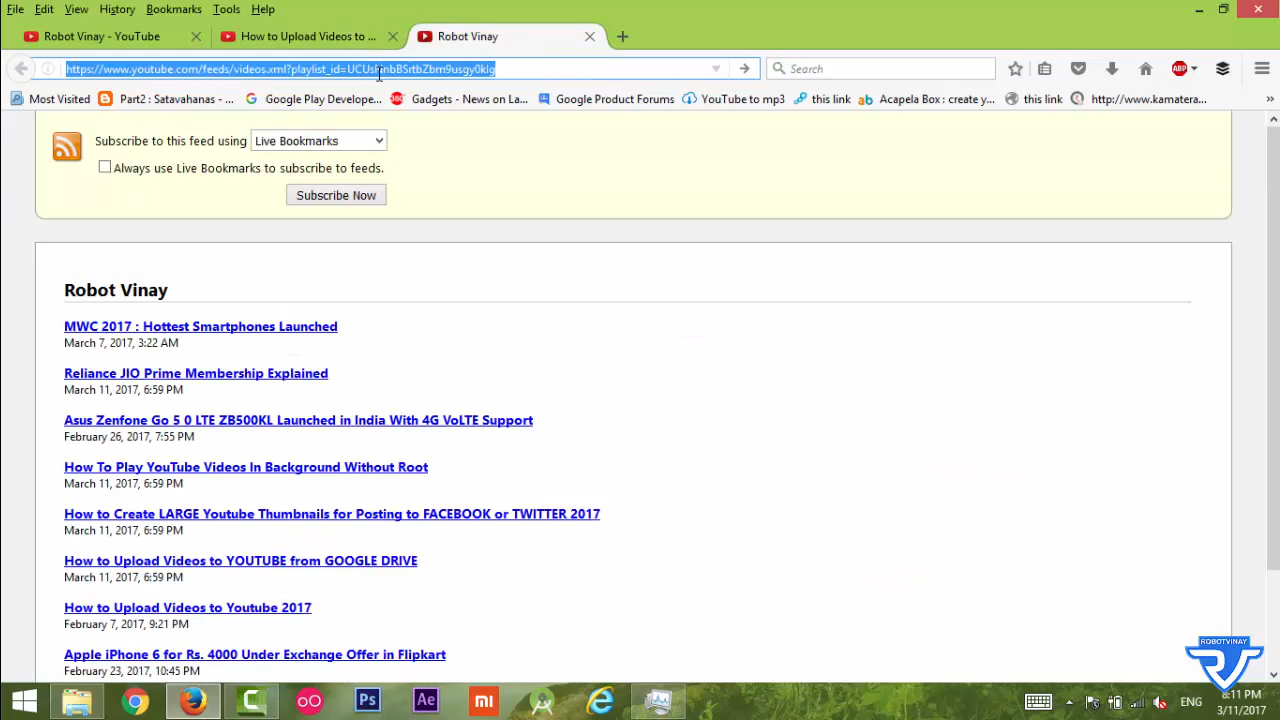 File Edit View History Bookmarks Tools Help
Robot Vinay - YouTube How to Upload Videos to ... Robot Vinay
Search
Most Visited Part2 : Satavahanas - ... Google Play Develope... Gadgets - News on La... Google Product Forums YouTube to mp3 this link Acapela Box : create y... this link http://www.kamatera...
Subscribe to this feed using Live Bookmarks
Always use Live Bookmarks to subscribe to feeds.
Subscribe Now
Robot Vinay
MWC 2017 : Hottest Smartphones Launched
March 7, 2017, 3:22 AM
Reliance JIO Prime Membership Explained
March 11, 2017, 6:59 PM
Asus Zenfone Go 5 0 LTE ZB500KL Launched in India With 4G VoLTE Support
February 26, 2017, 7:55 PM
How To Play YouTube Videos In Background Without Root
March 11, 2017, 6:59 PM
How to Create LARGE Youtube Thumbnails for Posting to FACEBOOK or TWITTER 2017
March 11, 2017, 6:59 PM
How to Upload Videos to YOUTUBE from GOOGLE DRIVE
March 11, 2017, 6:59 PM
How to Upload Videos to Youtube 2017
February 7, 2017, 9:21 PM
Apple iPhone 6 for Rs. 4000 Under Exchange Offer in Flipkart
February 23, 2017, 10:45 PM
ROBOTVINAY
Ps Ae mi ENG 8:11 PM
3/11/2017